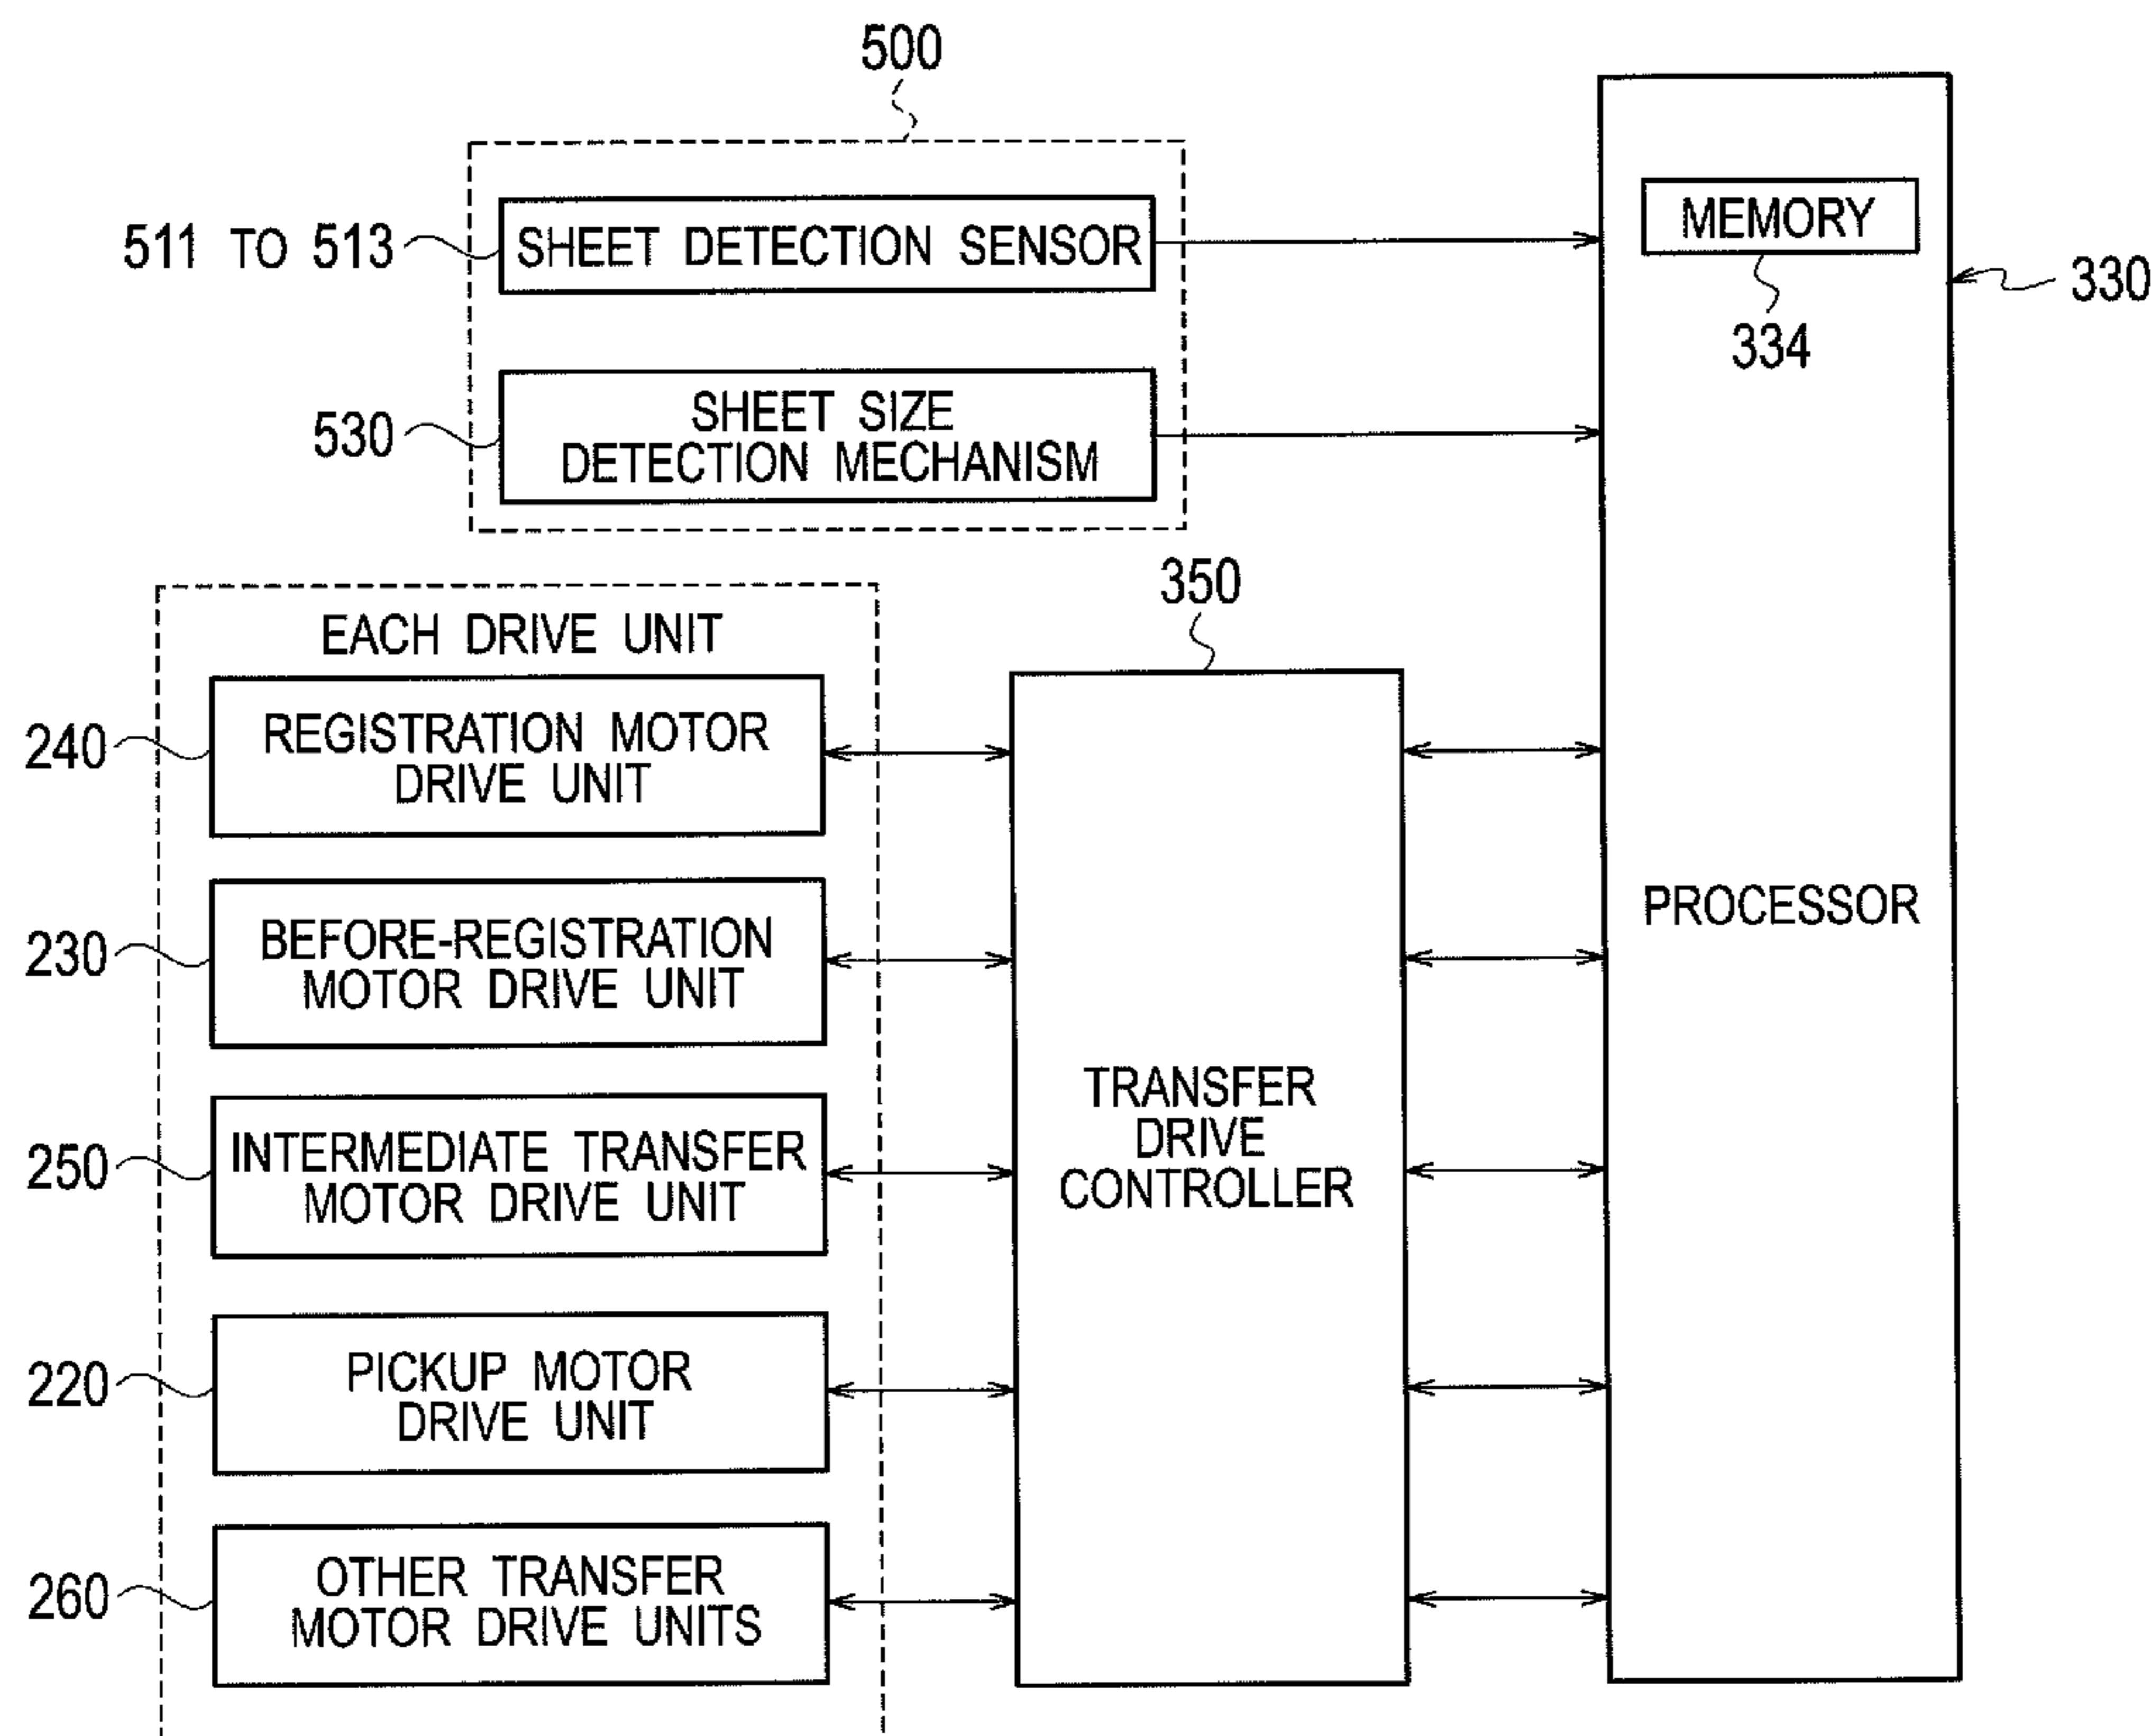 500
511 TO 513
SHEET DETECTION SENSOR
MEMORY
330
334
530
SHEET SIZE
DETECTION MECHANISM
350
EACH DRIVE UNIT
240
REGISTRATION MOTOR
DRIVE UNIT
230
BEFORE-REGISTRATION
MOTOR DRIVE UNIT
PROCESSOR
TRANSFER
DRIVE
CONTROLLER
250
INTERMEDIATE TRANSFER
MOTOR DRIVE UNIT
220
PICKUP MOTOR
DRIVE UNIT
260
OTHER TRANSFER
MOTOR DRIVE UNITS